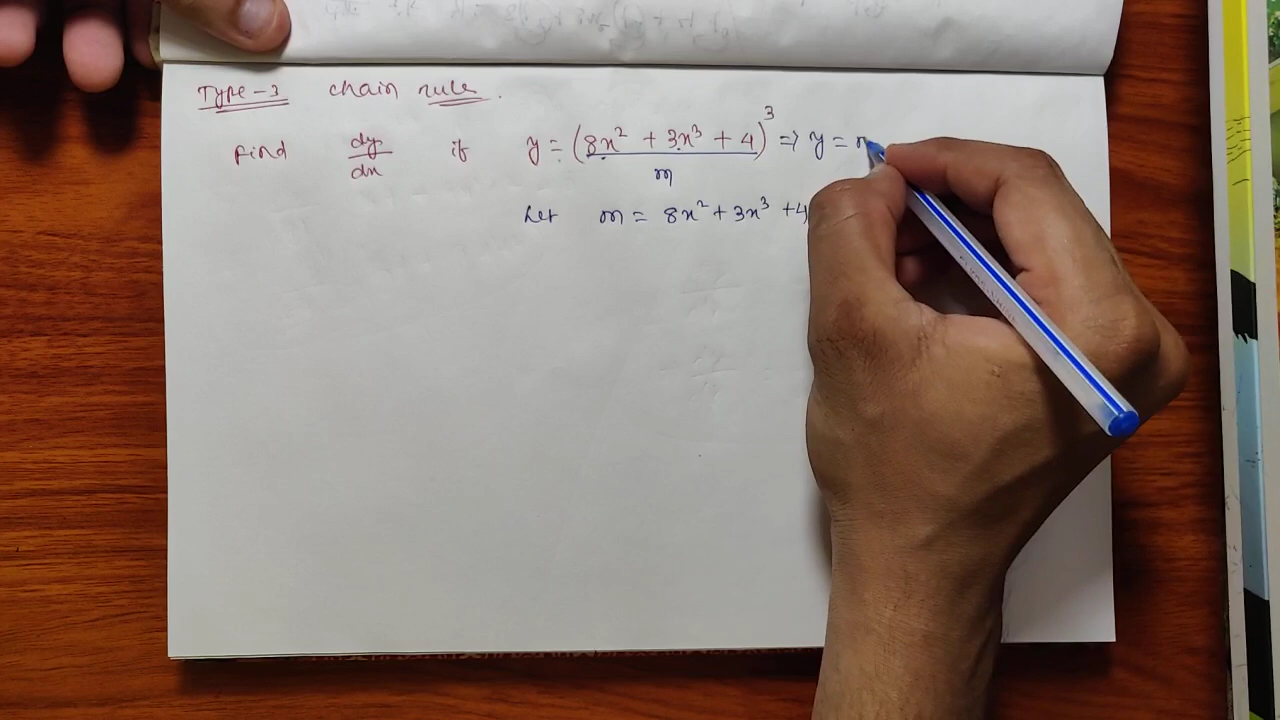 Type-3 chain rule.
Find dy/dx if y = (8x² + 3x³ + 4)³ ⇒ y =
m
Let m = 8x² + 3x³ + 4